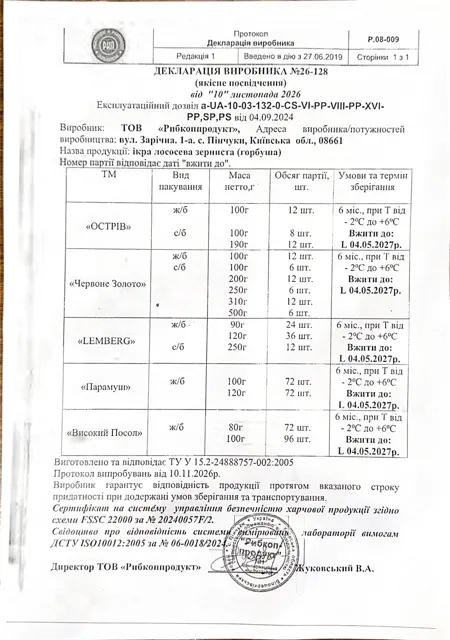 Протокол
Декларація виробника
Р.08-009
Редакція 1
Введено в дію з 27.06.2019
Сторінки 1 з 1
РКП
ДЕКЛАРАЦІЯ ВИРОБНИКА №26-128
(якісне посвідчення)
від "10" листопада 2026
Експлуатаційний дозвіл a-UA-10-03-132-0-CS-VI-PP-VIII-PP-XVI-
PP,SP,PS від 04.09.2024
Виробник: ТОВ «Рибконпродукт», Адреса виробника/потужностей
виробництва: вул. Зарічна, 1-а. с. Пінчуки, Київська обл., 08661
Назва продукції: ікра лососева зерниста (горбуша)
Номер партії відповідає даті "вжити до".
ТМ Вид Маса Обсяг партії, Умови та термін
пакування нетто,г шт. зберігання
ж/б 100г 12 шт. 6 міс., при Т від
«ОСТРІВ» - 2ºС до +6ºС
с/б 100г 8 шт. Вжити до:
190г 12 шт. L 04.05.2027р.
ж/б 100г 12 шт. 6 міс., при Т від
с/б 100г 6 шт. - 2ºС до +6ºС
«Червоне Золото» 200г 12 шт. Вжити до:
250г 6 шт. L 04.05.2027р.
310г 12 шт.
500г 6 шт.
ж/б 90г 24 шт. 6 міс., при Т від
120г 36 шт. - 2ºС до +6ºС
«LEMBERG» с/б 250г 12 шт. Вжити до:
L 04.05.2027р.
6 міс., при Т від
«Парамуш» ж/б 100г 72 шт. - 2ºС до +6ºС
120г 72 шт. Вжити до:
L 04.05.2027р.
6 міс., при Т від
«Високий Посол» ж/б 80г 72 шт. - 2ºС до +6ºС
100г 96 шт. Вжити до:
L 04.05.2027р.
Виготовлено та відповідає ТУ У 15.2-24888757-002:2005
Протокол випробувань від 10.11.2026р.
Виробник гарантує відповідність продукції протягом вказаного строку
придатності при додержані умов зберігання та транспортування.
Сертифікат на систему управління безпечністю харчової продукції згідно
схеми FSSC 22000 за № 20240057F/2.
Свідоцтво про відповідність системи вимірювань лабораторії вимогам
ДСТУ ISO10012:2005 за № 06-0018/2024.
Україна
"Рибкон-
продукт"
Директор ТОВ «Рибконпродукт» Жуковський В.А.